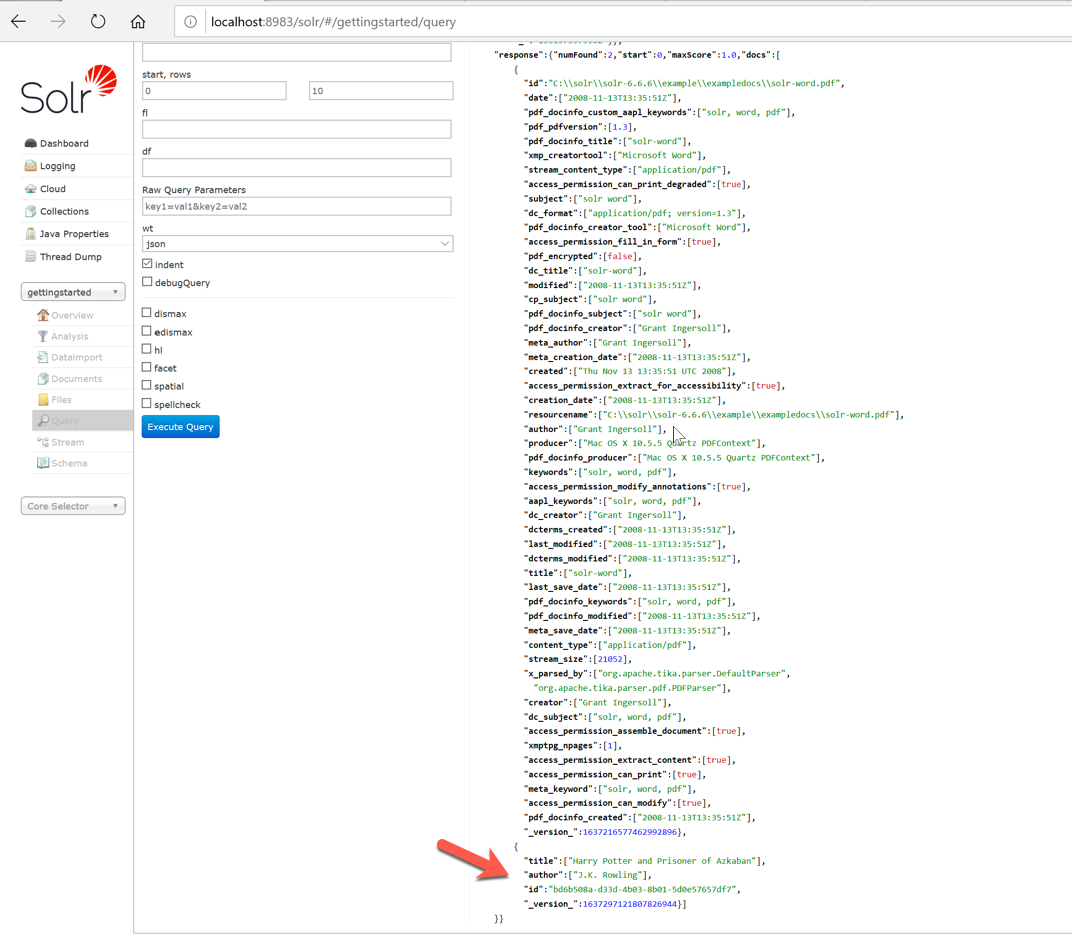 localhost:8983/solr/#/gettingstarted/query
Solr
Dashboard
Logging
Cloud
Collections
Java Properties
Thread Dump
gettingstarted
Overview
Analysis
Dataimport
Documents
Files
Query
Stream
Schema
Core Selector
start, rows
0
10
fl
df
Raw Query Parameters
key1=val1&key2=val2
wt
json
indent
debugQuery
dismax
edismax
hl
facet
spatial
spellcheck
Execute Query
"response":{"numFound":2,"start":0,"maxScore":1.0,"docs":[
{
"id":"C:\\solr\\solr-6.6.6\\example\\exampledocs\\solr-word.pdf",
"date":["2008-11-13T13:35:51Z"],
"pdf_docinfo_custom_aapl_keywords":["solr, word, pdf"],
"pdf_pdfversion":[1.3],
"pdf_docinfo_title":["solr-word"],
"xmp_creatortool":["Microsoft Word"],
"stream_content_type":["application/pdf"],
"access_permission_can_print_degraded":[true],
"subject":["solr word"],
"dc_format":["application/pdf; version=1.3"],
"pdf_docinfo_creator_tool":["Microsoft Word"],
"access_permission_fill_in_form":[true],
"pdf_encrypted":[false],
"dc_title":["solr-word"],
"modified":["2008-11-13T13:35:51Z"],
"cp_subject":["solr word"],
"pdf_docinfo_subject":["solr word"],
"pdf_docinfo_creator":["Grant Ingersoll"],
"meta_author":["Grant Ingersoll"],
"meta_creation_date":["2008-11-13T13:35:51Z"],
"created":["Thu Nov 13 13:35:51 UTC 2008"],
"access_permission_extract_for_accessibility":[true],
"creation_date":["2008-11-13T13:35:51Z"],
"resourcename":["C:\\solr\\solr-6.6.6\\example\\exampledocs\\solr-word.pdf"],
"author":["Grant Ingersoll"],
"producer":["Mac OS X 10.5.5 Quartz PDFContext"],
"pdf_docinfo_producer":["Mac OS X 10.5.5 Quartz PDFContext"],
"keywords":["solr, word, pdf"],
"access_permission_modify_annotations":[true],
"aapl_keywords":["solr, word, pdf"],
"dc_creator":["Grant Ingersoll"],
"dcterms_created":["2008-11-13T13:35:51Z"],
"last_modified":["2008-11-13T13:35:51Z"],
"dcterms_modified":["2008-11-13T13:35:51Z"],
"title":["solr-word"],
"last_save_date":["2008-11-13T13:35:51Z"],
"pdf_docinfo_keywords":["solr, word, pdf"],
"pdf_docinfo_modified":["2008-11-13T13:35:51Z"],
"meta_save_date":["2008-11-13T13:35:51Z"],
"content_type":["application/pdf"],
"stream_size":[21052],
"x_parsed_by":["org.apache.tika.parser.DefaultParser",
"org.apache.tika.parser.pdf.PDFParser"],
"creator":["Grant Ingersoll"],
"dc_subject":["solr, word, pdf"],
"access_permission_assemble_document":[true],
"xmptpg_npages":[1],
"access_permission_extract_content":[true],
"access_permission_can_print":[true],
"meta_keyword":["solr, word, pdf"],
"access_permission_can_modify":[true],
"pdf_docinfo_created":["2008-11-13T13:35:51Z"],
"_version_":1637216577462992896},
{
"title":["Harry Potter and Prisoner of Azkaban"],
"author":["J.K. Rowling"],
"id":"bd6b508a-d33d-4b03-8b01-5d0e57657df7",
"_version_":1637297121807826944}]
}}